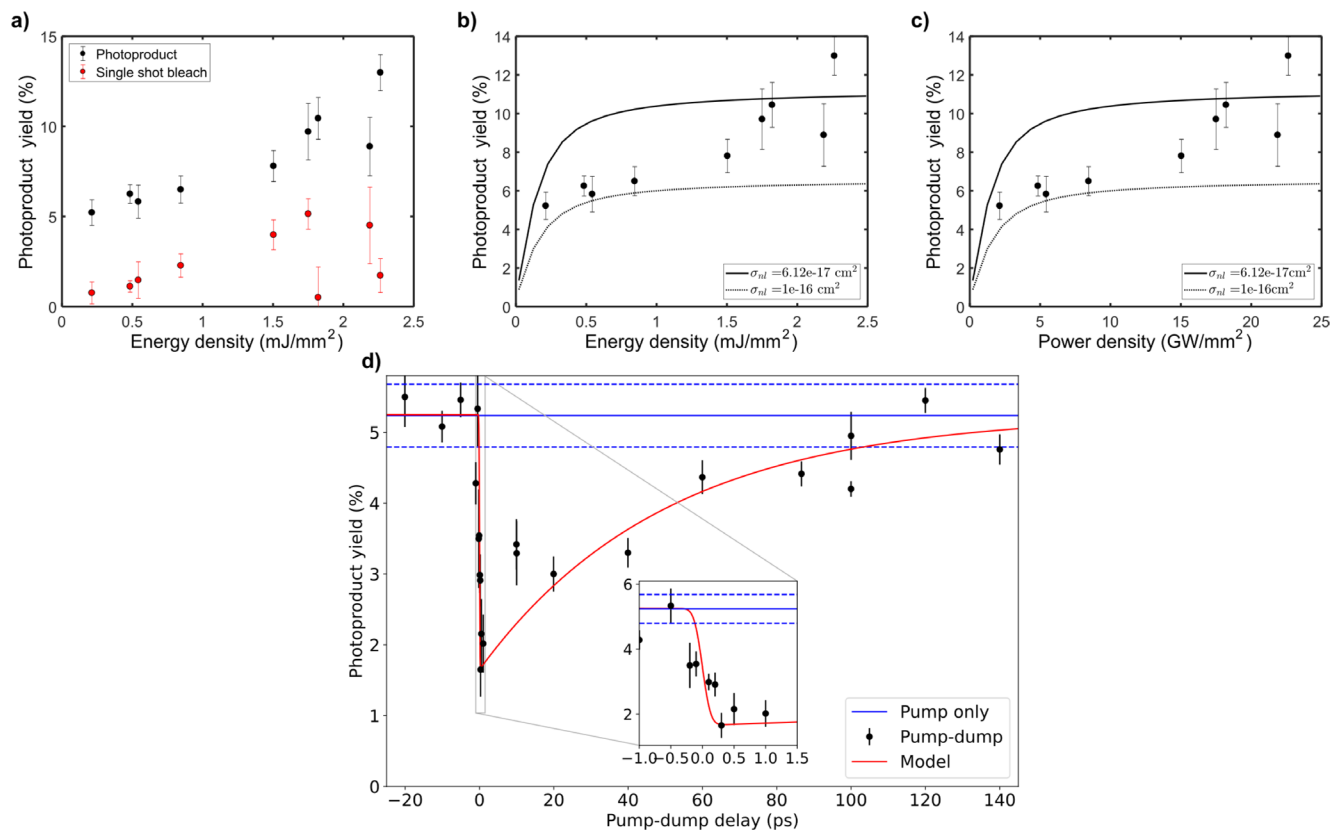 a)
15
10
5
0
Photoproduct yield (%)
Photoproduct
Single shot bleach
0 0.5 1 1.5 2 2.5
Energy density (mJ/mm²)
b)
14
12
10
8
6
4
2
0
Photoproduct yield (%)
σnl =6.12e-17 cm²
σnl =1e-16 cm²
0 0.5 1 1.5 2 2.5
Energy density (mJ/mm²)
c)
14
12
10
8
6
4
2
0
Photoproduct yield (%)
σnl =6.12e-17cm²
σnl =1e-16cm²
0 5 10 15 20 25
Power density (GW/mm²)
d)
5
4
3
2
1
0
Photoproduct yield (%)
6
4
2
−1.0 −0.5 0.0 0.5 1.0 1.5
Pump only
Pump-dump
Model
−20 0 20 40 60 80 100 120 140
Pump-dump delay (ps)